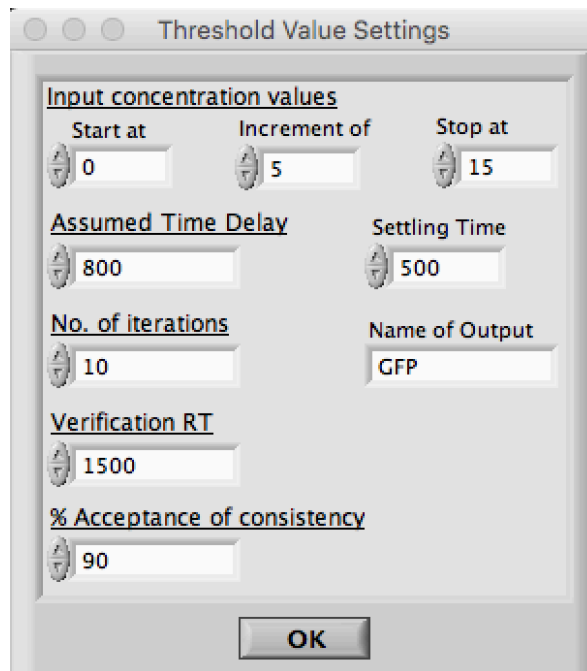 Threshold Value Settings
Input concentration values
Start at Increment of Stop at
0 5 15
Assumed Time Delay Settling Time
800 500
No. of iterations Name of Output
10 GFP
Verification RT
1500
% Acceptance of consistency
90
OK